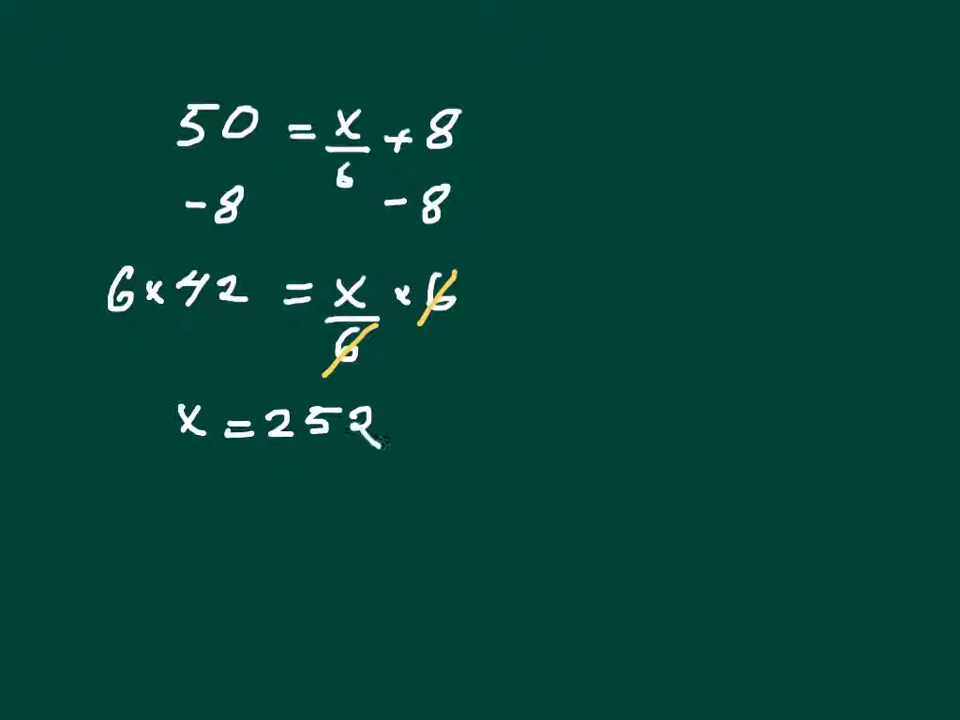 50 = x/6 + 8
-8 -8
6 × 42 = x/6 × 6
x = 252